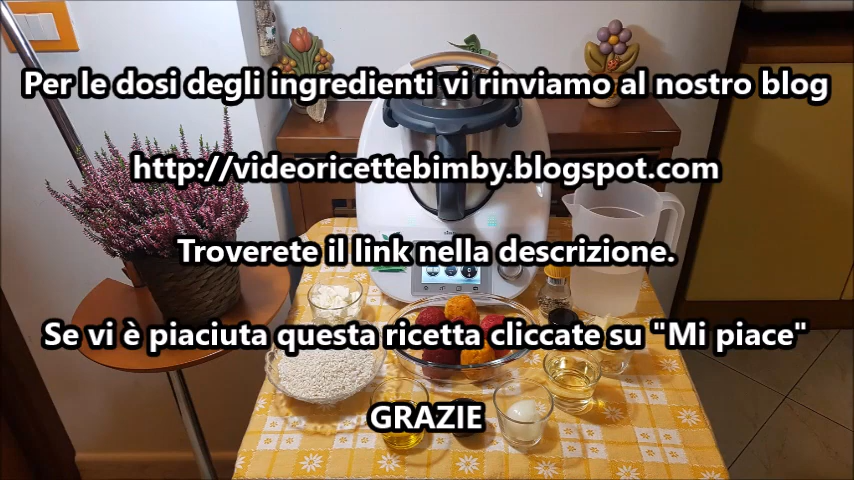 Per le dosi degli ingredienti vi rinviamo al nostro blog
http://videoricettebimby.blogspot.com
Troverete il link nella descrizione.
Se vi è piaciuta questa ricetta cliccate su "Mi piace"
GRAZIE